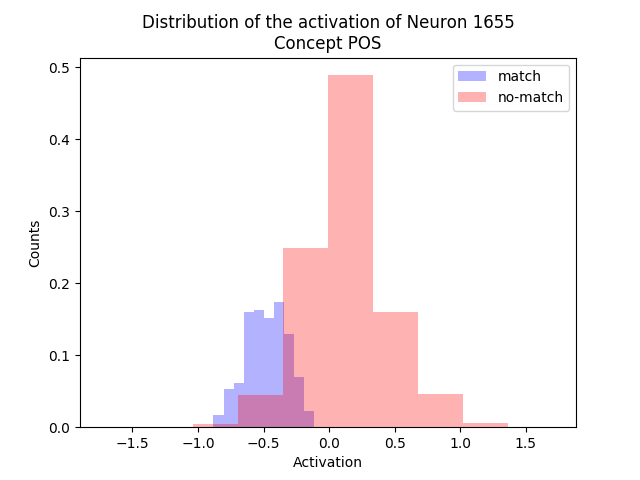 Distribution of the activation of Neuron 1655
Concept POS
match
no-match
0.5
0.4
0.3
0.2
0.1
0.0
Counts
−1.5
−1.0
−0.5
0.0
0.5
1.0
1.5
Activation